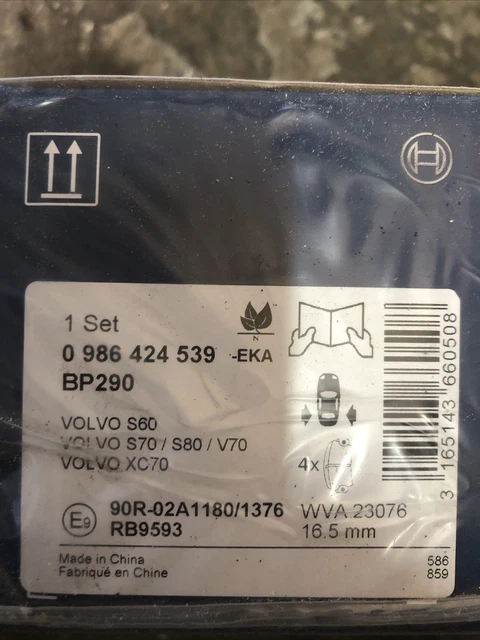 1 Set
N
0 986 424 539 -EKA
BP290
VOLVO S60
VOLVO S70 / S80 / V70
VOLVO XC70
4x
E9 90R-02A1180/1376 WVA 23076
RB9593 16.5 mm
Made in China
Fabriqué en Chine
586
859
3 165143 660508